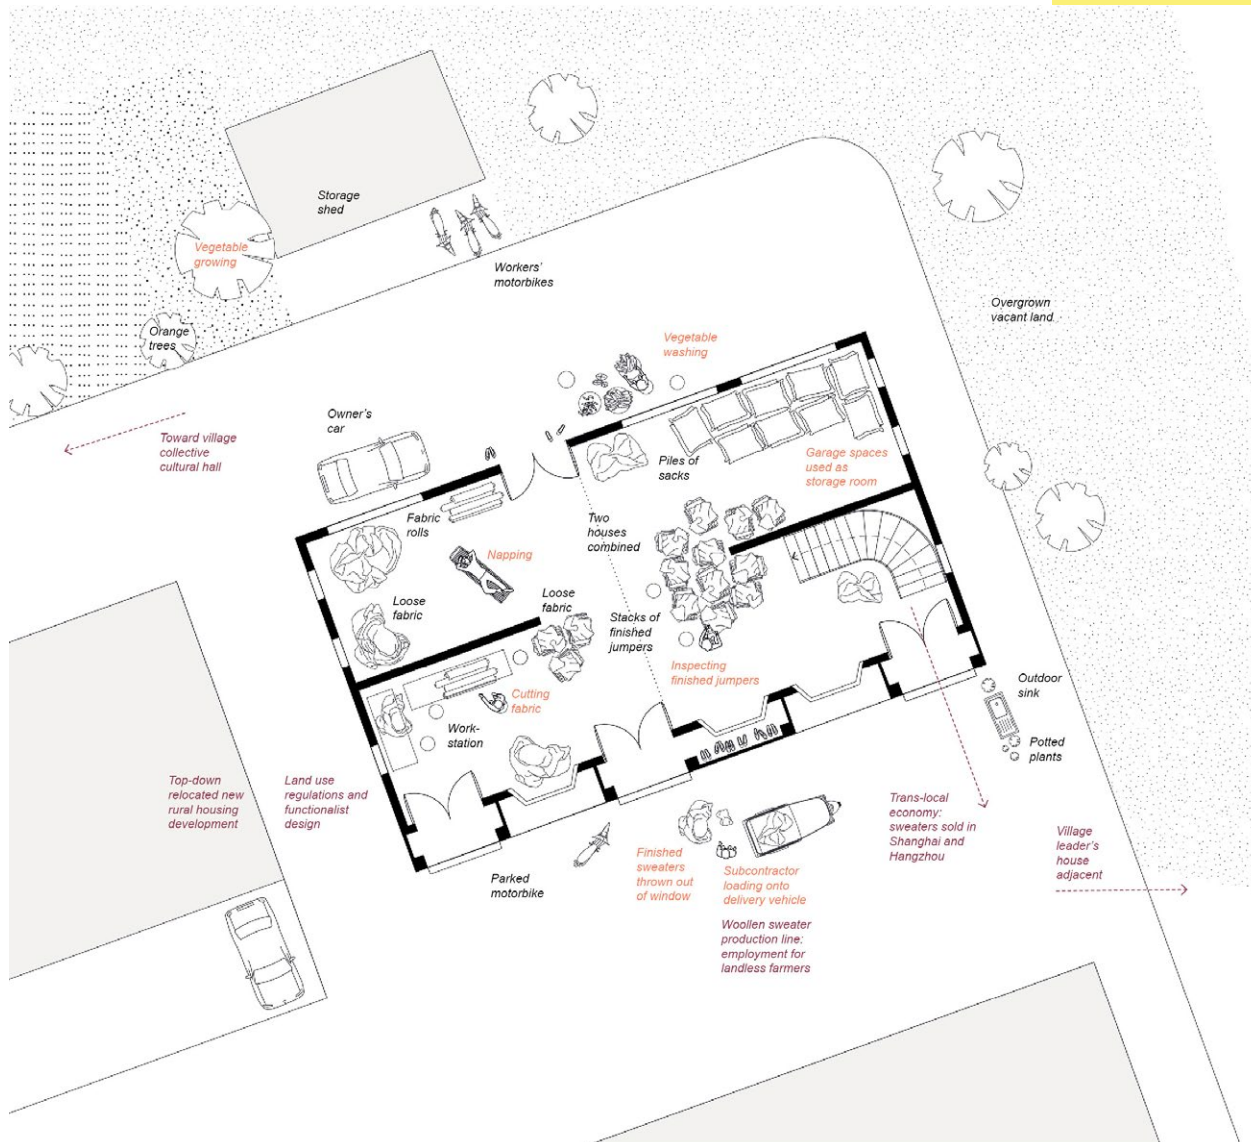 Storage
shed
Vegetable
growing
Workers'
motorbikes
Overgrown
vacant land
Orange
trees
Vegetable
washing
Owner's
car
Toward village
collective
cultural hall
Piles of
sacks
Garage spaces
used as
storage room
Fabric
rolls
Two
houses
combined
Napping
Loose
fabric
Loose
fabric
Stacks of
finished
jumpers
Inspecting
finished jumpers
Cutting
fabric
Work-
station
Outdoor
sink
Potted
plants
Top-down
relocated new
rural housing
development
Land use
regulations and
functionalist
design
Trans-local
economy:
sweaters sold in
Shanghai and
Hangzhou
Village
leader's
house
adjacent
Parked
motorbike
Finished
sweaters
thrown out
of window
Subcontractor
loading onto
delivery vehicle
Woollen sweater
production line:
employment for
landless farmers